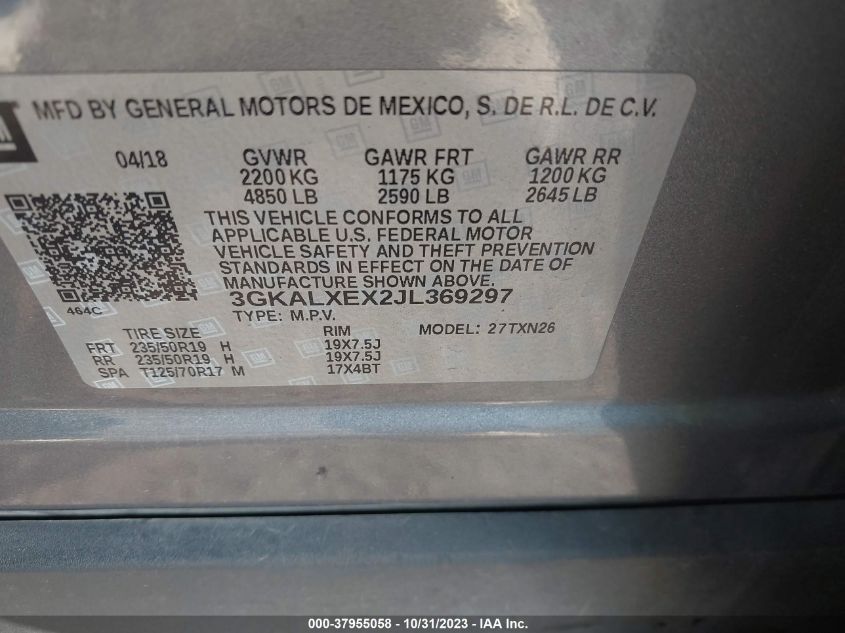 GM
MFD BY GENERAL MOTORS DE MEXICO, S. DE R.L. DE C.V.
04/18 GVWR GAWR FRT GAWR RR
2200 KG 1175 KG 1200 KG
4850 LB 2590 LB 2645 LB
THIS VEHICLE CONFORMS TO ALL
APPLICABLE U.S. FEDERAL MOTOR
VEHICLE SAFETY AND THEFT PREVENTION
STANDARDS IN EFFECT ON THE DATE OF
MANUFACTURE SHOWN ABOVE.
464C 3GKALXEX2JL369297
TYPE: M.P.V. MODEL: 27TXN26
TIRE SIZE RIM
FRT 235/50R19 H 19X7.5J
RR 235/50R19 H 19X7.5J
SPA T125/70R17 M 17X4BT
000-37955058 - 10/31/2023 - IAA Inc.